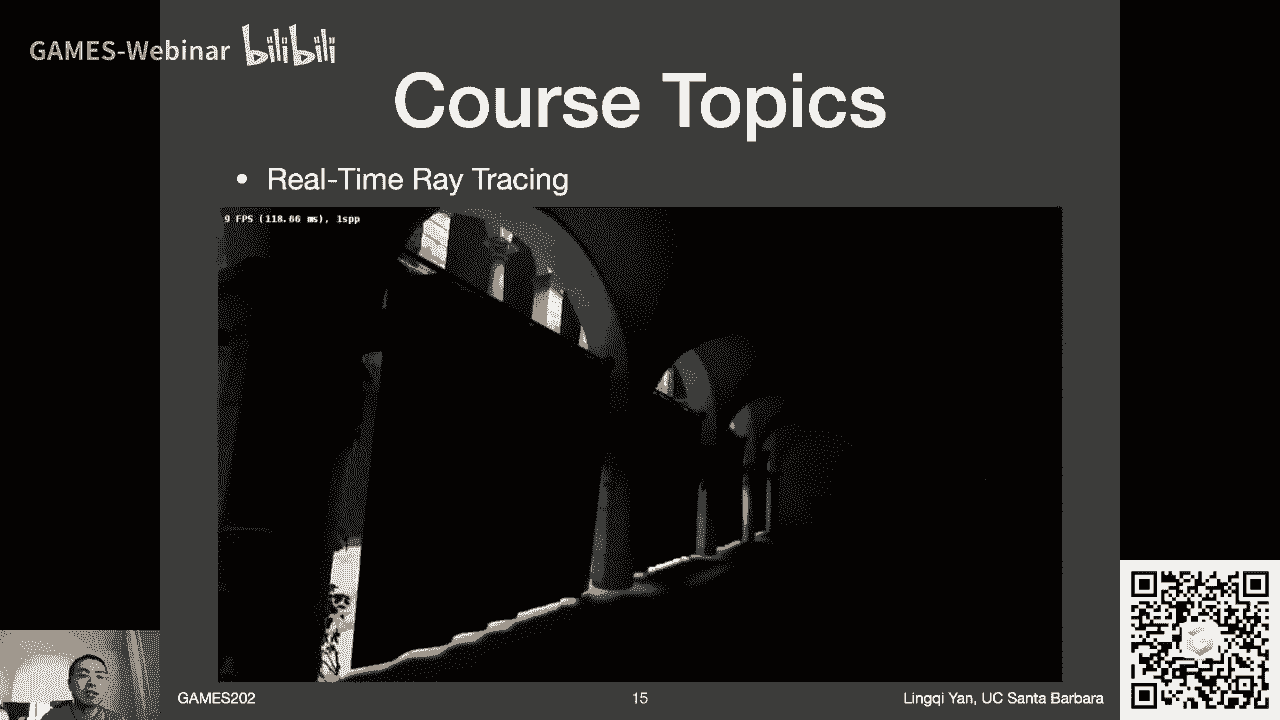 GAMES-Webinar bilibili
Course Topics
• Real-Time Ray Tracing
9 FPS (118.66 ms), 1spp
GAMES202
15
Lingqi Yan, UC Santa Barbara